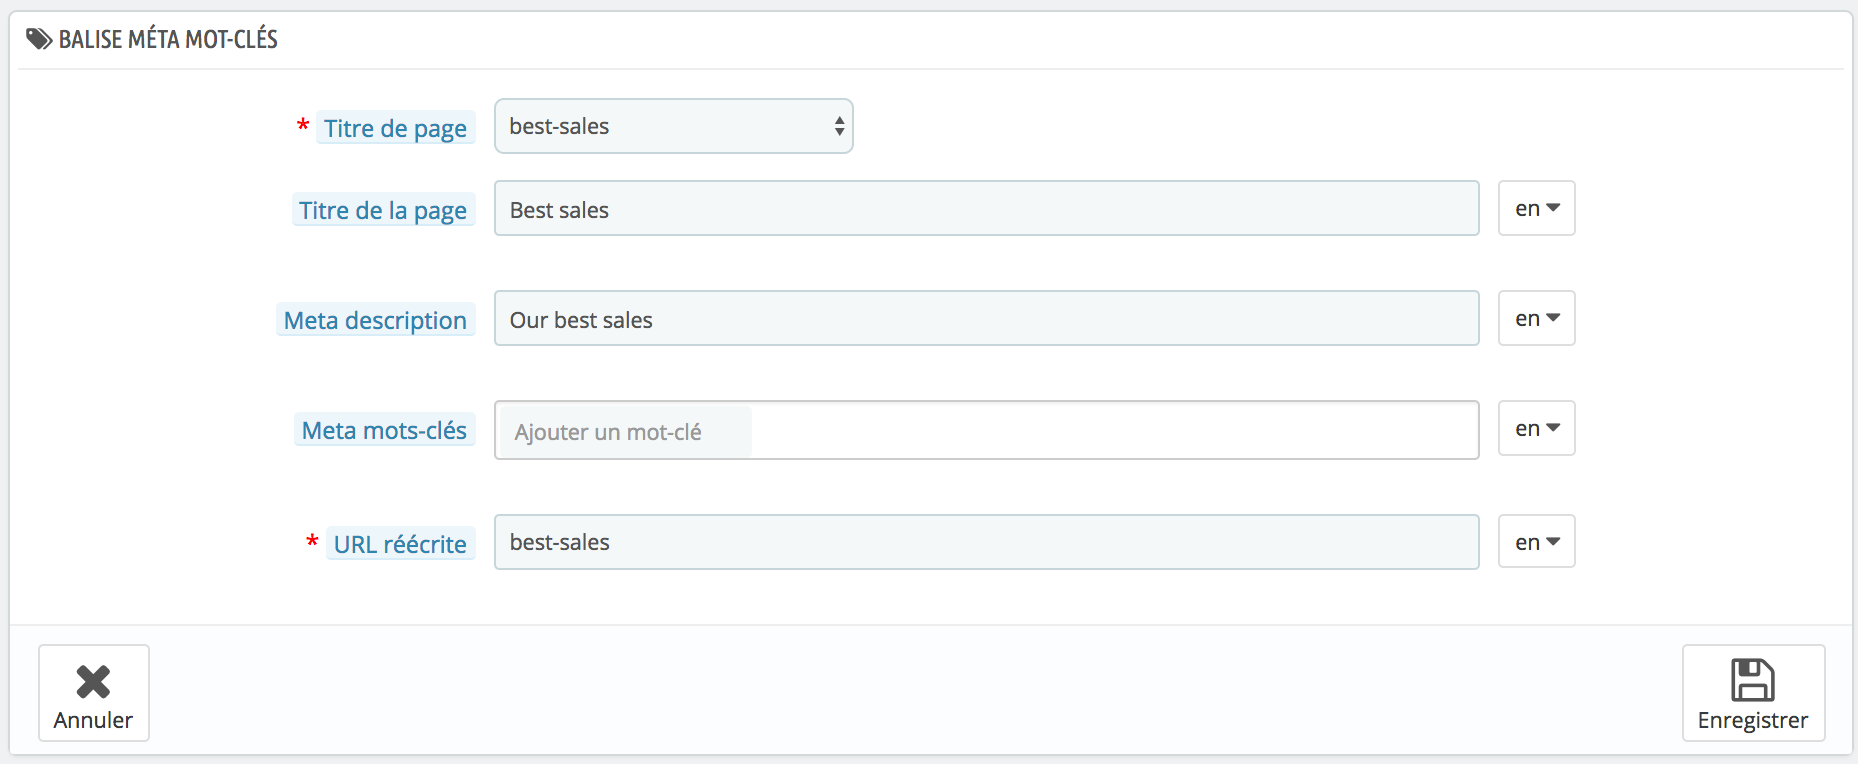 BALISE MÉTA MOT-CLÉS
* Titre de page best-sales
Titre de la page Best sales en
Meta description Our best sales en
Meta mots-clés Ajouter un mot-clé en
* URL réécrite best-sales en
Annuler Enregistrer